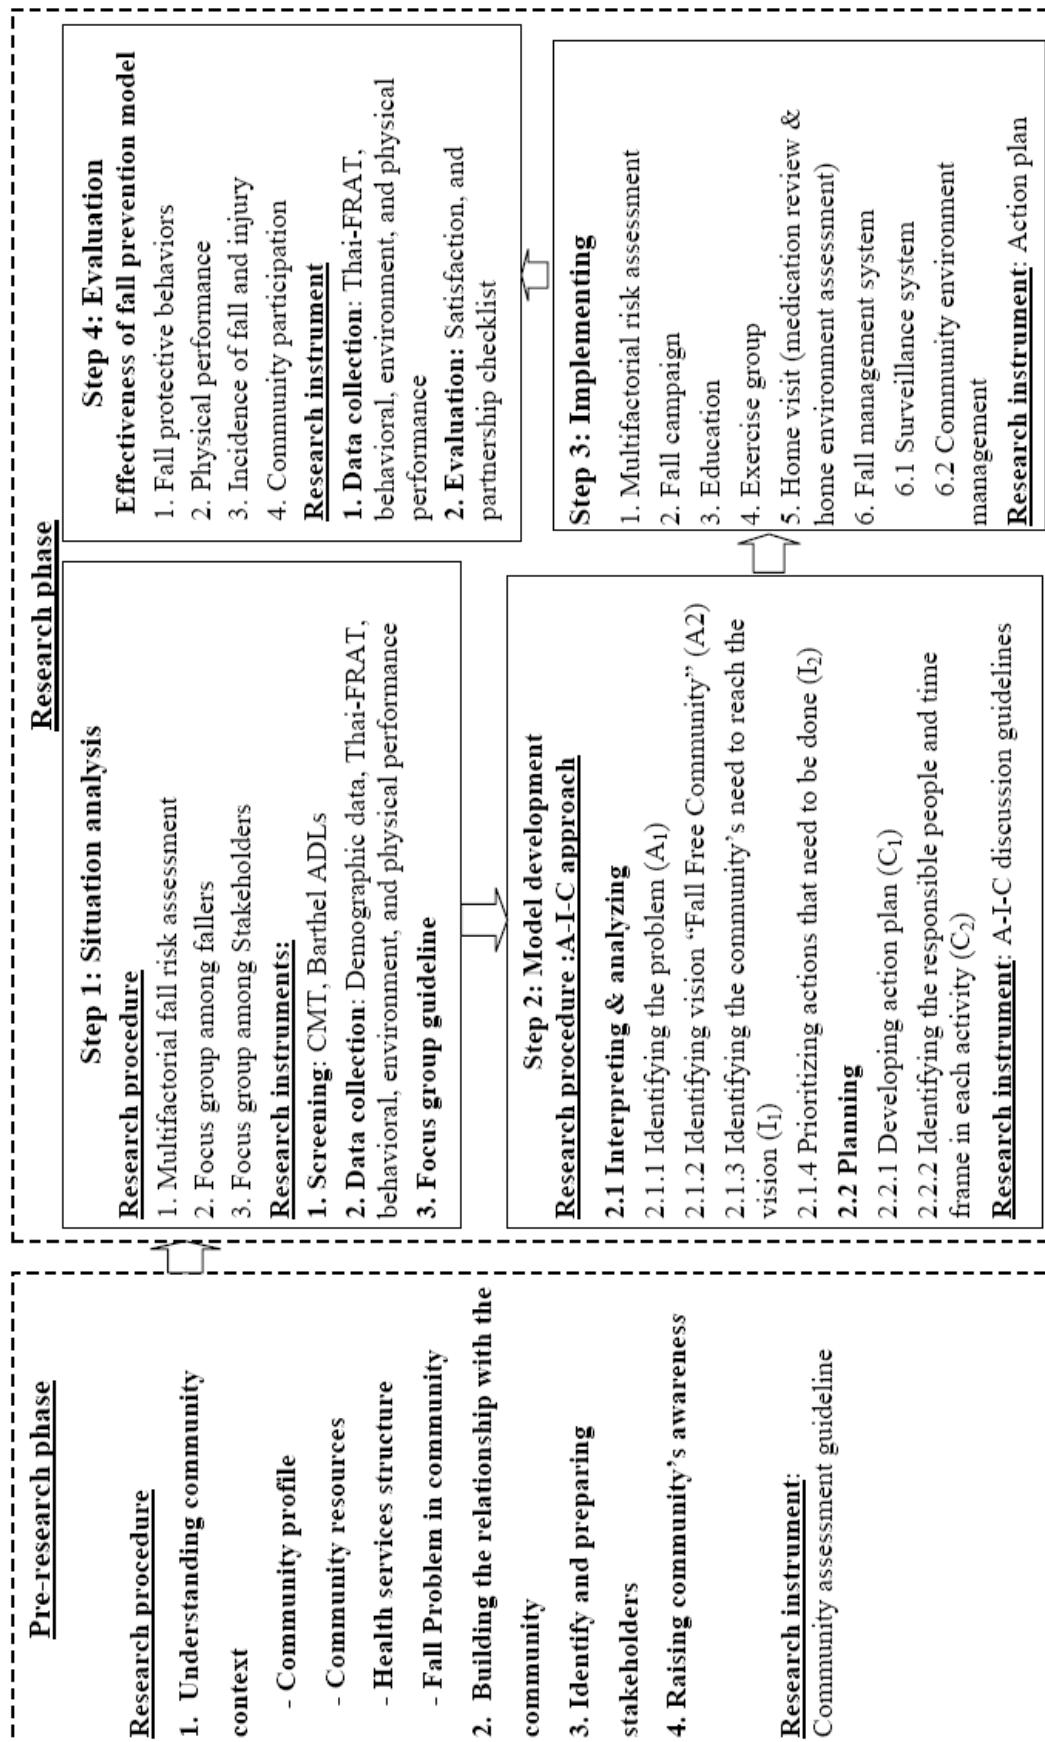 Pre-research phase
Research procedure
1. Understanding community
context
- Community profile
- Community resources
- Health services structure
- Fall Problem in community
2. Building the relationship with the
community
3. Identify and preparing
stakeholders
4. Raising community's awareness
Research instrument:
Community assessment guideline
Research phase
Step 1: Situation analysis
Research procedure
1. Multifactorial fall risk assessment
2. Focus group among fallers
3. Focus group among Stakeholders
Research instruments:
1. Screening: CMT, Barthel ADLs
2. Data collection: Demographic data, Thai-FRAT,
behavioral, environment, and physical performance
3. Focus group guideline
Step 2: Model development
Research procedure :A-I-C approach
2.1 Interpreting & analyzing
2.1.1 Identifying the problem (A₁)
2.1.2 Identifying vision “Fall Free Community” (A2)
2.1.3 Identifying the community's need to reach the
vision (I₁)
2.1.4 Prioritizing actions that need to be done (I₂)
2.2 Planning
2.2.1 Developing action plan (C₁)
2.2.2 Identifying the responsible people and time
frame in each activity (C₂)
Research instrument: A-I-C discussion guidelines
Step 3: Implementing
1. Multifactorial risk assessment
2. Fall campaign
3. Education
4. Exercise group
5. Home visit (medication review &
home environment assessment)
6. Fall management system
6.1 Surveillance system
6.2 Community environment
management
Research instrument: Action plan
Step 4: Evaluation
Effectiveness of fall prevention model
1. Fall protective behaviors
2. Physical performance
3. Incidence of fall and injury
4. Community participation
Research instrument
1. Data collection: Thai-FRAT,
behavioral, environment, and physical
performance
2. Evaluation: Satisfaction, and
partnership checklist